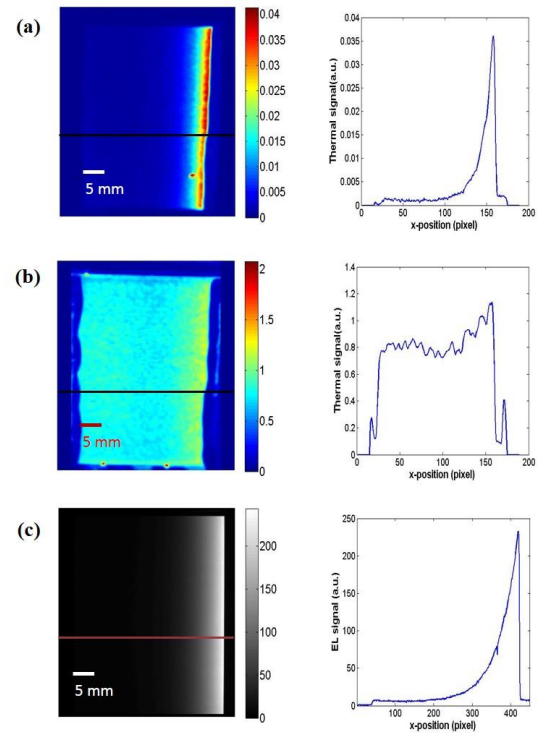 (a)
5 mm
0.04
0.035
0.03
0.025
0.02
0.015
0.01
0.005
0
Thermal signal(a.u.)
0.04
0.035
0.03
0.025
0.02
0.015
0.01
0.005
0
0 50 100 150 200
x-position (pixel)
(b)
5 mm
2
1.5
1
0.5
0
Thermal signal(a.u.)
1.4
1.2
1
0.8
0.6
0.4
0.2
0
0 50 100 150 200
x-position (pixel)
(c)
5 mm
200
150
100
50
0
EL signal (a.u.)
250
200
150
100
50
0
0 100 200 300 400
x-position (pixel)